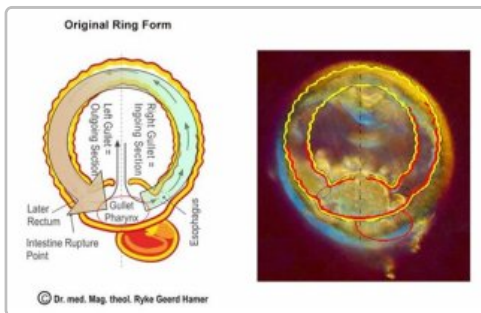 Original Ring Form
Left Gullet =
Outgoing Section
Right Gullet =
Ingoing Section
Gullet
Pharynx
Later
Rectum
Intestine Rupture
Point
Esophagus
© Dr. med. Mag. theol. Ryke Geerd Hamer